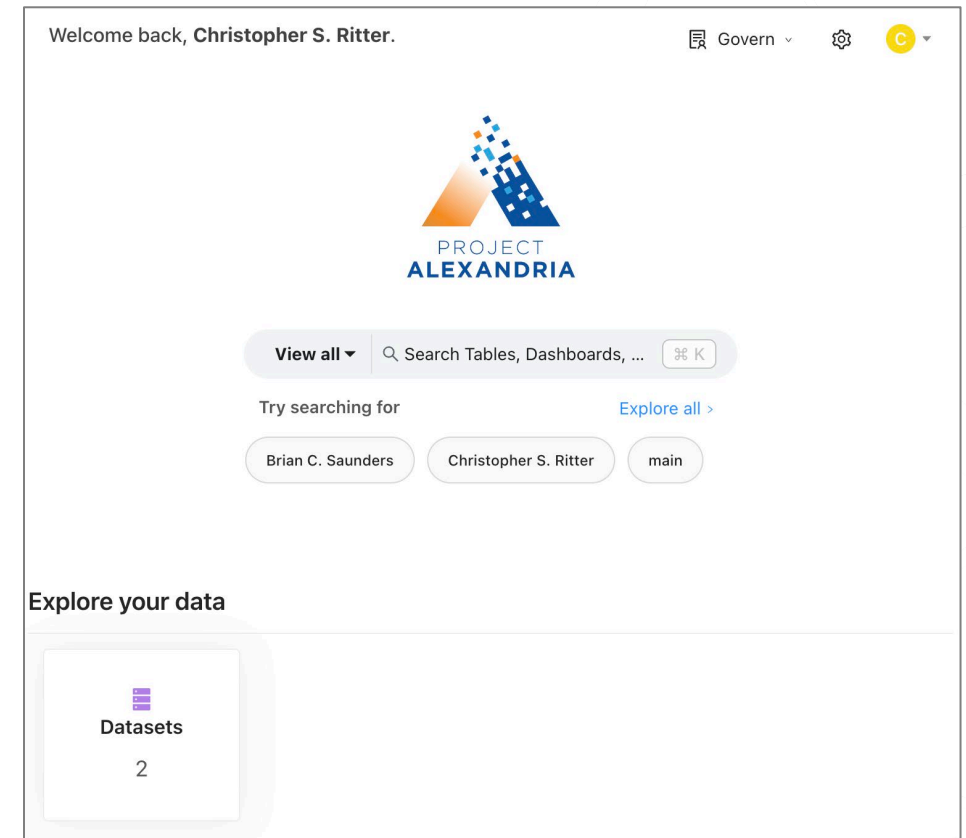 Welcome back, Christopher S. Ritter.
Govern
C
PROJECT
ALEXANDRIA
View all
Search Tables, Dashboards, ...
⌘ K
Try searching for
Explore all >
Brian C. Saunders
Christopher S. Ritter
main
Explore your data
Datasets
2